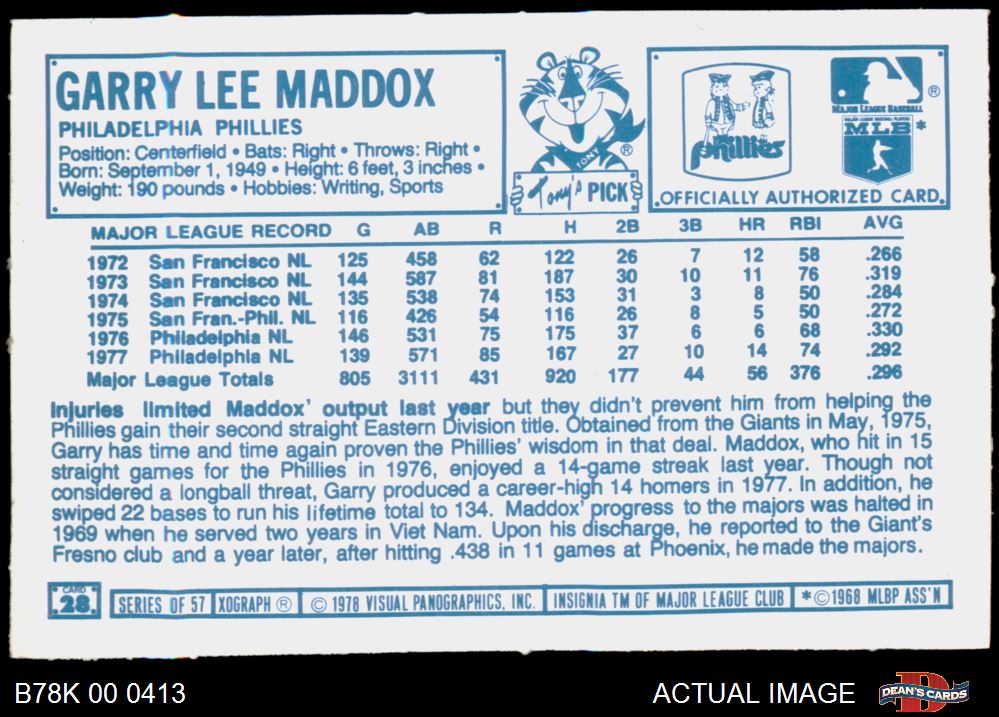 GARRY LEE MADDOX
PHILADELPHIA PHILLIES
Position: Centerfield • Bats: Right • Throws: Right •
Born: September 1, 1949 • Height: 6 feet, 3 inches •
Weight: 190 pounds • Hobbies: Writing, Sports
TONY ®
Tony's PICK
Phillies
®
MAJOR LEAGUE BASEBALL
MAJOR LEAGUE BASEBALL PLAYERS
MLB *
OFFICIALLY AUTHORIZED CARD
MAJOR LEAGUE RECORD G AB R H 2B 3B HR RBI AVG
1972 San Francisco NL 125 458 62 122 26 7 12 58 .266
1973 San Francisco NL 144 587 81 187 30 10 11 76 .319
1974 San Francisco NL 135 538 74 153 31 3 8 50 .284
1975 San Fran.-Phil. NL 116 426 54 116 26 8 5 50 .272
1976 Philadelphia NL 146 531 75 175 37 6 6 68 .330
1977 Philadelphia NL 139 571 85 167 27 10 14 74 .292
Major League Totals 805 3111 431 920 177 44 56 376 .296
Injuries limited Maddox' output last year but they didn't prevent him from helping the
Phillies gain their second straight Eastern Division title. Obtained from the Giants in May, 1975,
Garry has time and time again proven the Phillies' wisdom in that deal. Maddox, who hit in 15
straight games for the Phillies in 1976, enjoyed a 14-game streak last year. Though not
considered a longball threat, Garry produced a career-high 14 homers in 1977. In addition, he
swiped 22 bases to run his lifetime total to 134. Maddox' progress to the majors was halted in
1969 when he served two years in Viet Nam. Upon his discharge, he reported to the Giant's
Fresno club and a year later, after hitting .438 in 11 games at Phoenix, he made the majors.
CARD
28
SERIES OF 57 XOGRAPH ® © 1978 VISUAL PANOGRAPHICS, INC. INSIGNIA TM OF MAJOR LEAGUE CLUB * © 1968 MLBP ASS'N
B78K 00 0413
ACTUAL IMAGE
DEAN'S CARDS